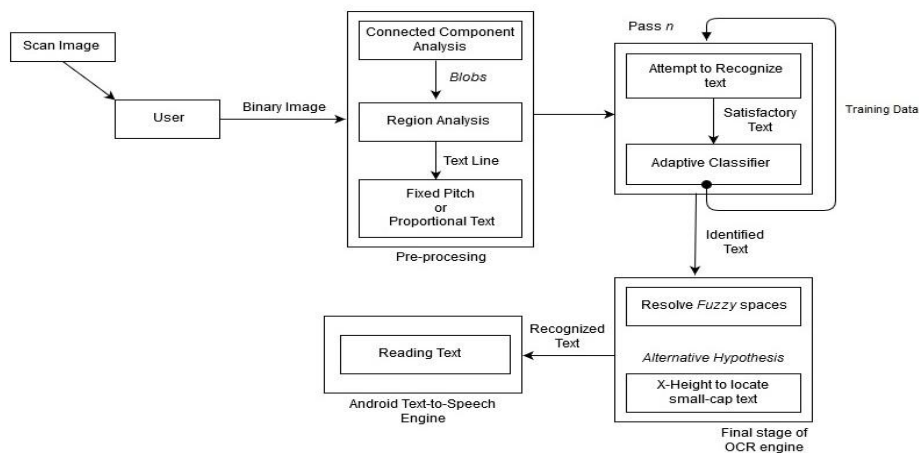 Scan Image
User
Binary Image
Connected Component
Analysis
Blobs
Region Analysis
Text Line
Fixed Pitch
or
Proportional Text
Pre-procesing
Pass n
Attempt to Recognize
text
Satisfactory
Text
Adaptive Classifier
Training Data
Identified
Text
Resolve Fuzzy spaces
Alternative Hypothesis
X-Height to locate
small-cap text
Final stage of
OCR engine
Recognized
Text
Reading Text
Android Text-to-Speech
Engine